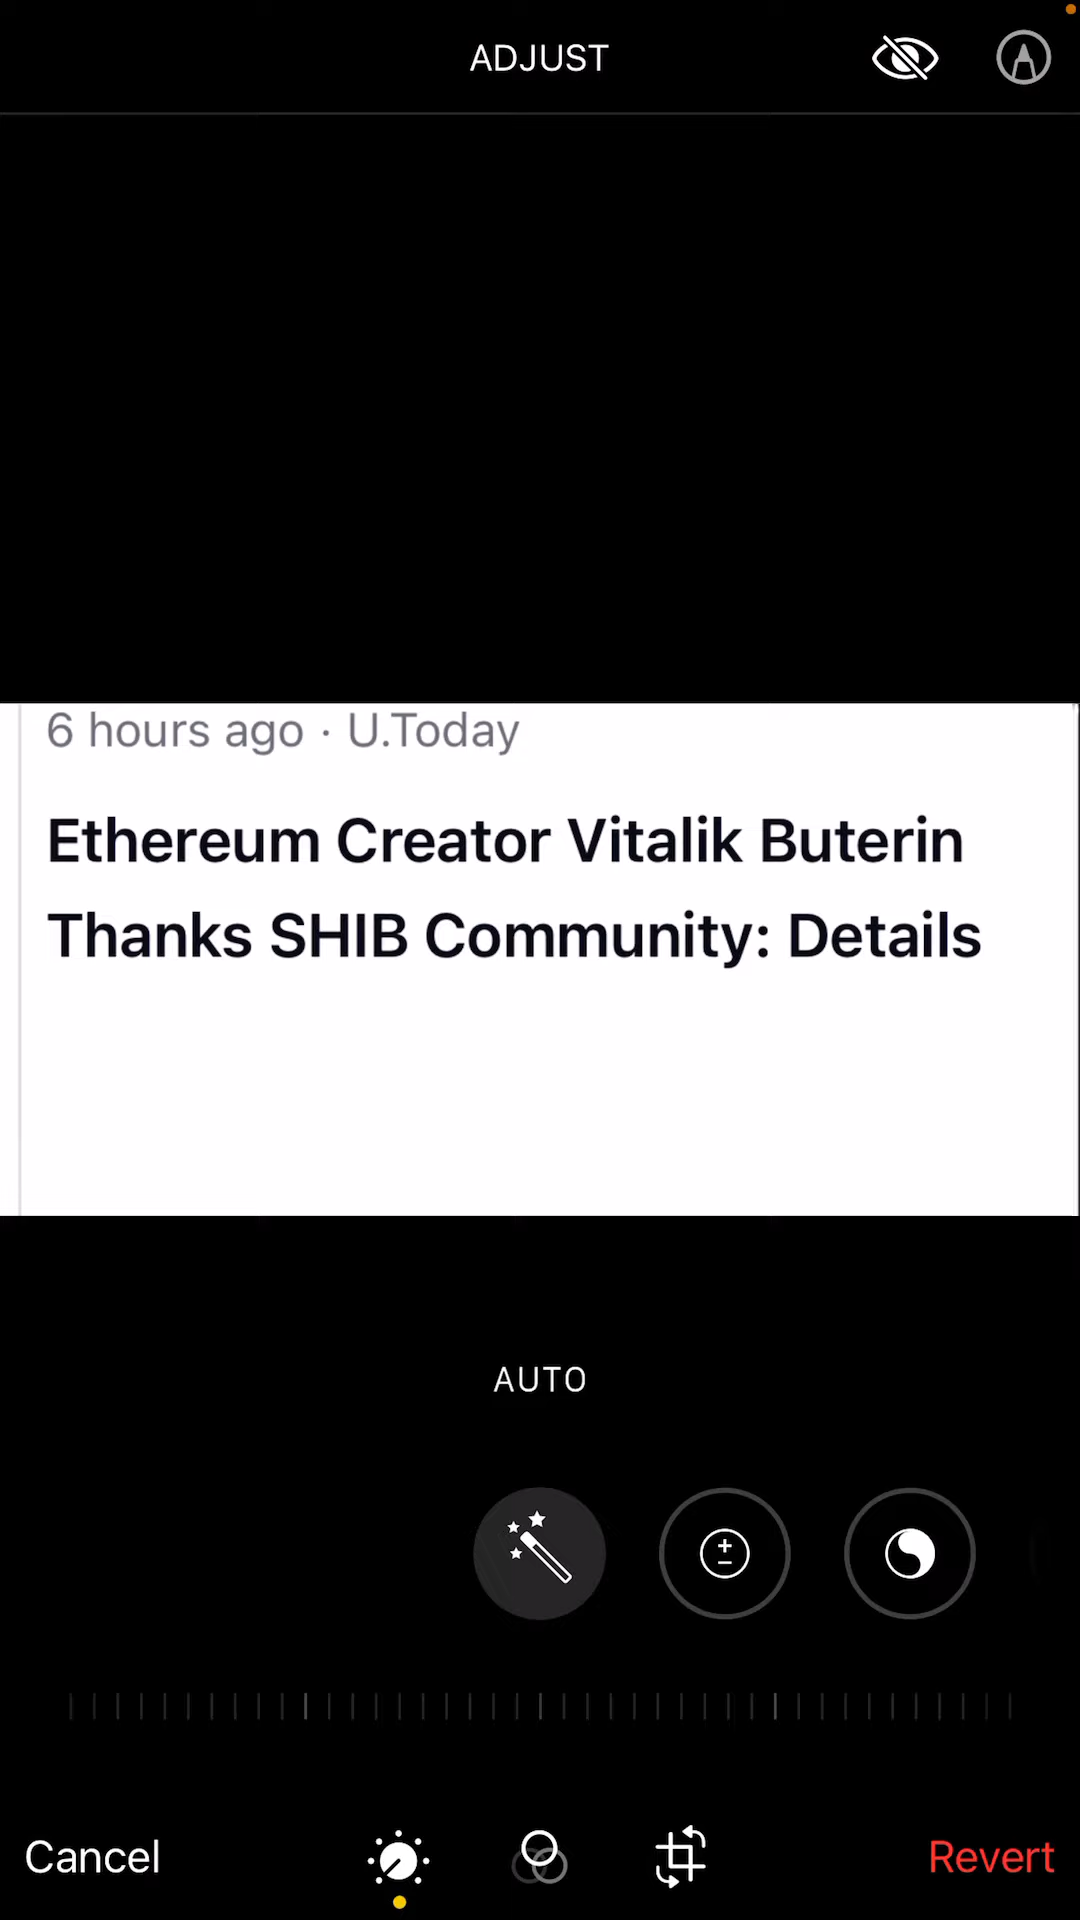 ADJUST
6 hours ago · U.Today
Ethereum Creator Vitalik Buterin
Thanks SHIB Community: Details
AUTO
Cancel
Revert